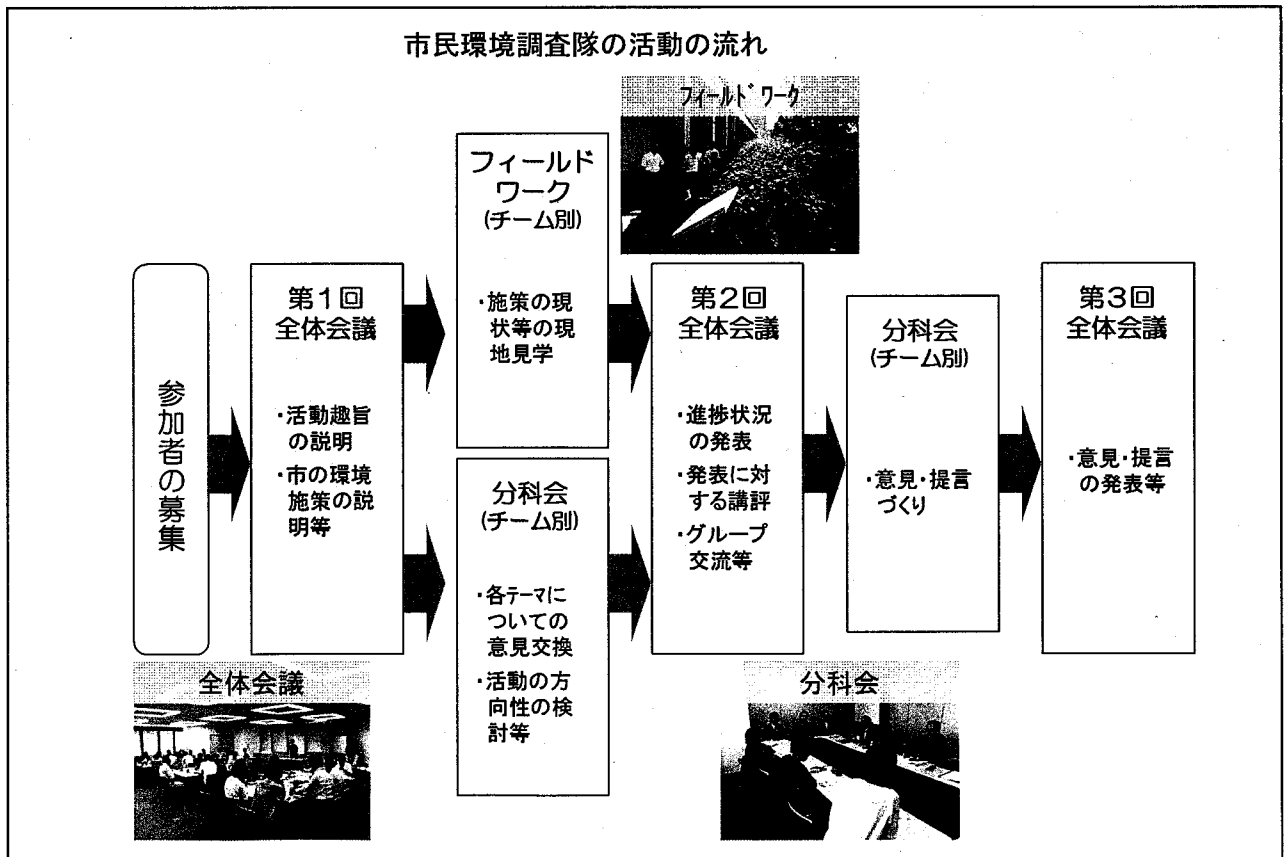 市民環境調査隊の活動の流れ
フィールドワーク
参加者の募集
第1回
全体会議
・活動趣旨
の説明
・市の環境
施策の説
明等
フィールド
ワーク
(チーム別)
・施策の現
状等の現
地見学
分科会
(チーム別)
・各テーマに
ついての
意見交換
・活動の方
向性の検
討等
第2回
全体会議
・進捗状況
の発表
・発表に対
する講評
・グループ
交流等
分科会
(チーム別)
・意見・提言
づくり
第3回
全体会議
・意見・提言
の発表等
全体会議
分科会